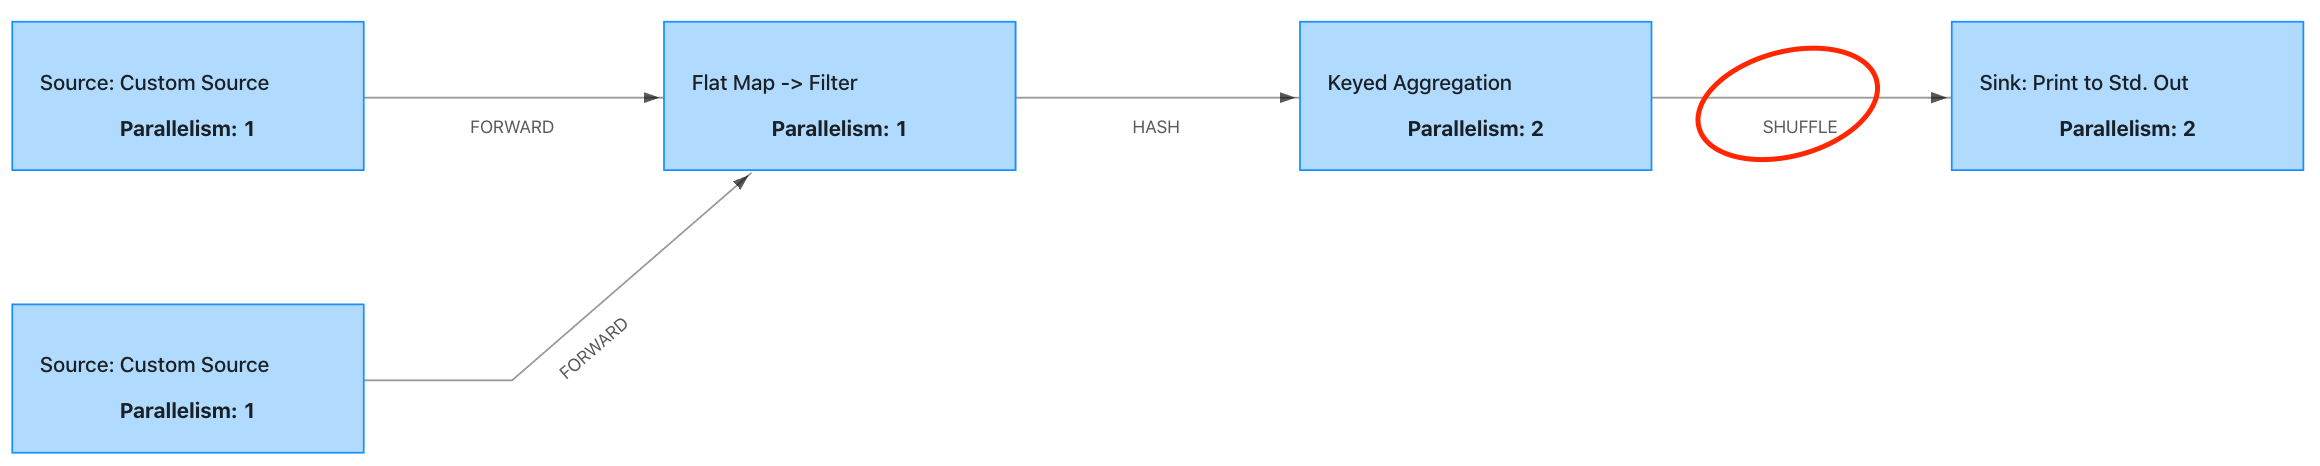 Source: Custom Source
Parallelism: 1
FORWARD
Flat Map -> Filter
Parallelism: 1
HASH
Keyed Aggregation
Parallelism: 2
SHUFFLE
Sink: Print to Std. Out
Parallelism: 2
Source: Custom Source
Parallelism: 1
FORWARD